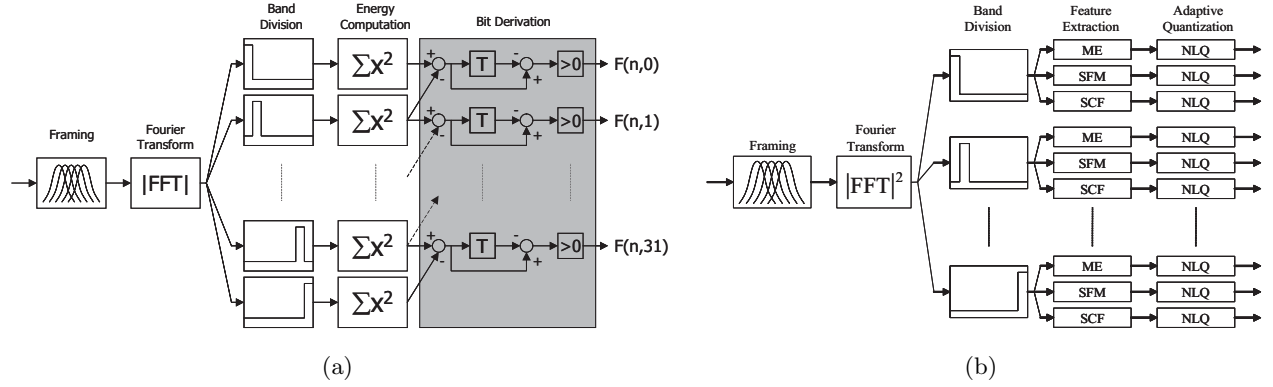 Band Division
Energy Computation
Bit Derivation
Framing
Fourier Transform
|FFT|
∑x²
+
-
T
-
+
>0
F(n,0)
∑x²
+
-
T
-
+
>0
F(n,1)
∑x²
+
-
T
-
+
>0
F(n,31)
∑x²
(a)
Band Division
Feature Extraction
Adaptive Quantization
Framing
Fourier Transform
|FFT|²
ME NLQ
SFM NLQ
SCF NLQ
ME NLQ
SFM NLQ
SCF NLQ
ME NLQ
SFM NLQ
SCF NLQ
(b)